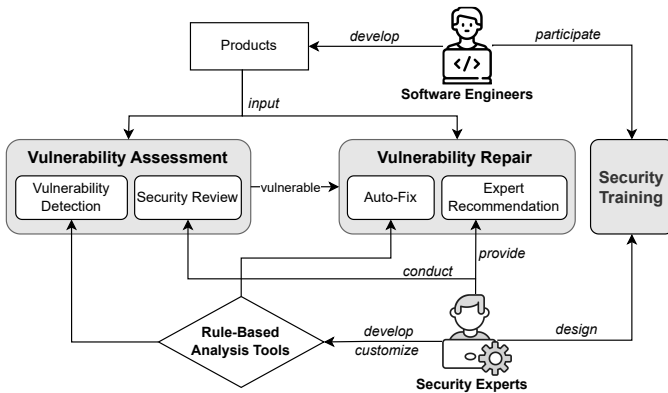 Products
develop
</>
participate
Software Engineers
input
Vulnerability Assessment
Vulnerability
Detection
Security Review
vulnerable
Vulnerability Repair
Auto-Fix
Expert
Recommendation
Security
Training
provide
conduct
Rule-Based
Analysis Tools
develop
customize
design
Security Experts